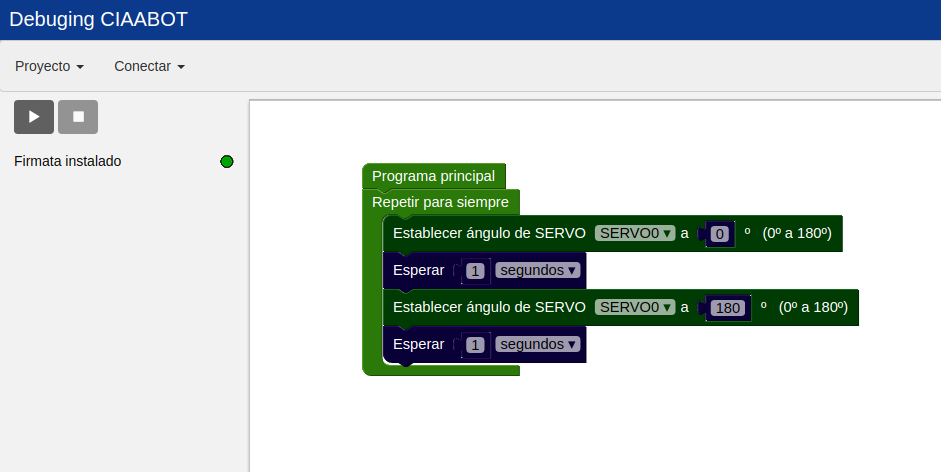 Debuging CIAABOT
Proyecto Conectar
Firmata instalado
Programa principal
Repetir para siempre
Establecer ángulo de SERVO SERVO0 ▾ a 0 º (0º a 180º)
Esperar 1 segundos ▾
Establecer ángulo de SERVO SERVO0 ▾ a 180 º (0º a 180º)
Esperar 1 segundos ▾